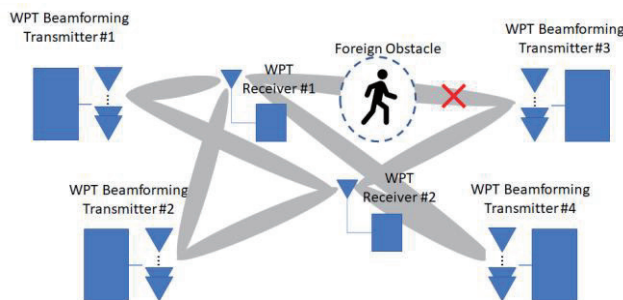 WPT Beamforming
Transmitter#1
WPT
Receiver #1
Foreign Obstacle
WPT Beamforming
Transmitter#3
WPT Beamforming
Transmitter#2
WPT
Receiver #2
WPT Beamforming
Transmitter#4